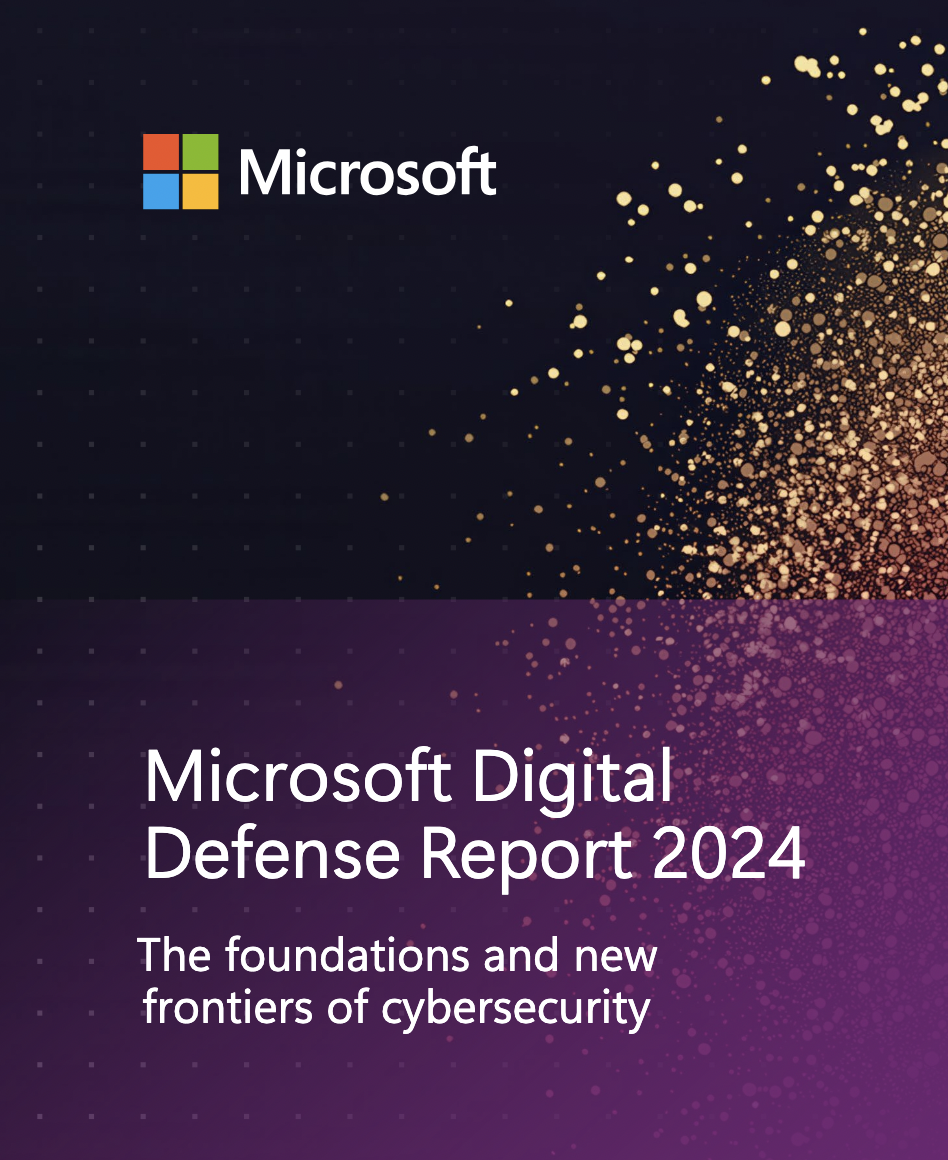 Microsoft
Microsoft Digital
Defense Report 2024
The foundations and new
frontiers of cybersecurity